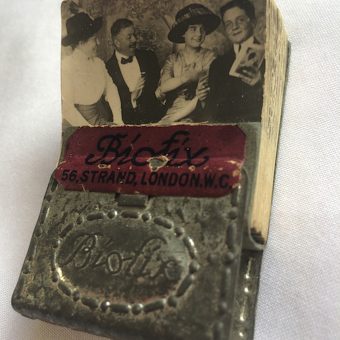 Biofix
56, STRAND, LONDON. W.C.
Biofix